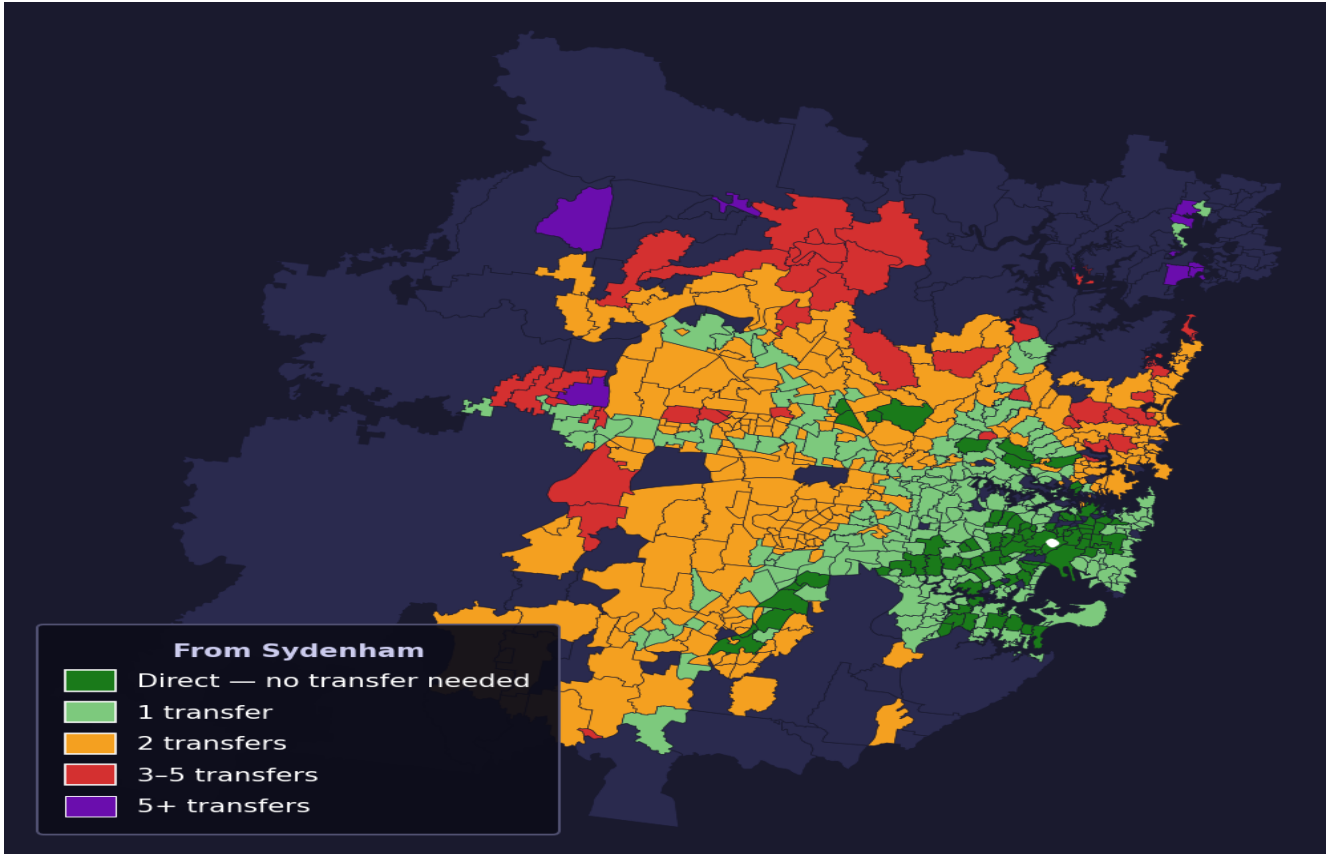 From Sydenham
Direct — no transfer needed
1 transfer
2 transfers
3–5 transfers
5+ transfers